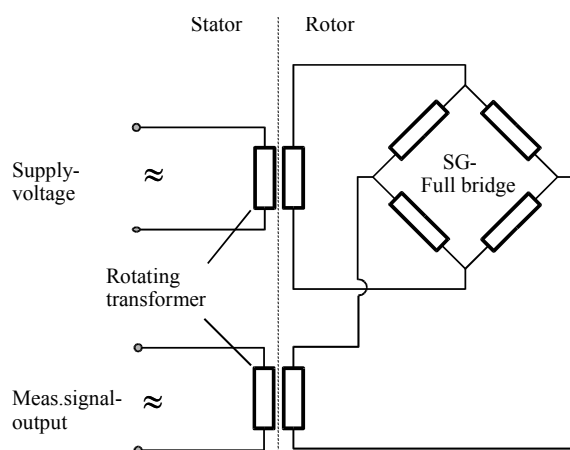 Stator
Rotor
Supply-
voltage
≈
SG-
Full bridge
Rotating
transformer
Meas.signal-
output
≈